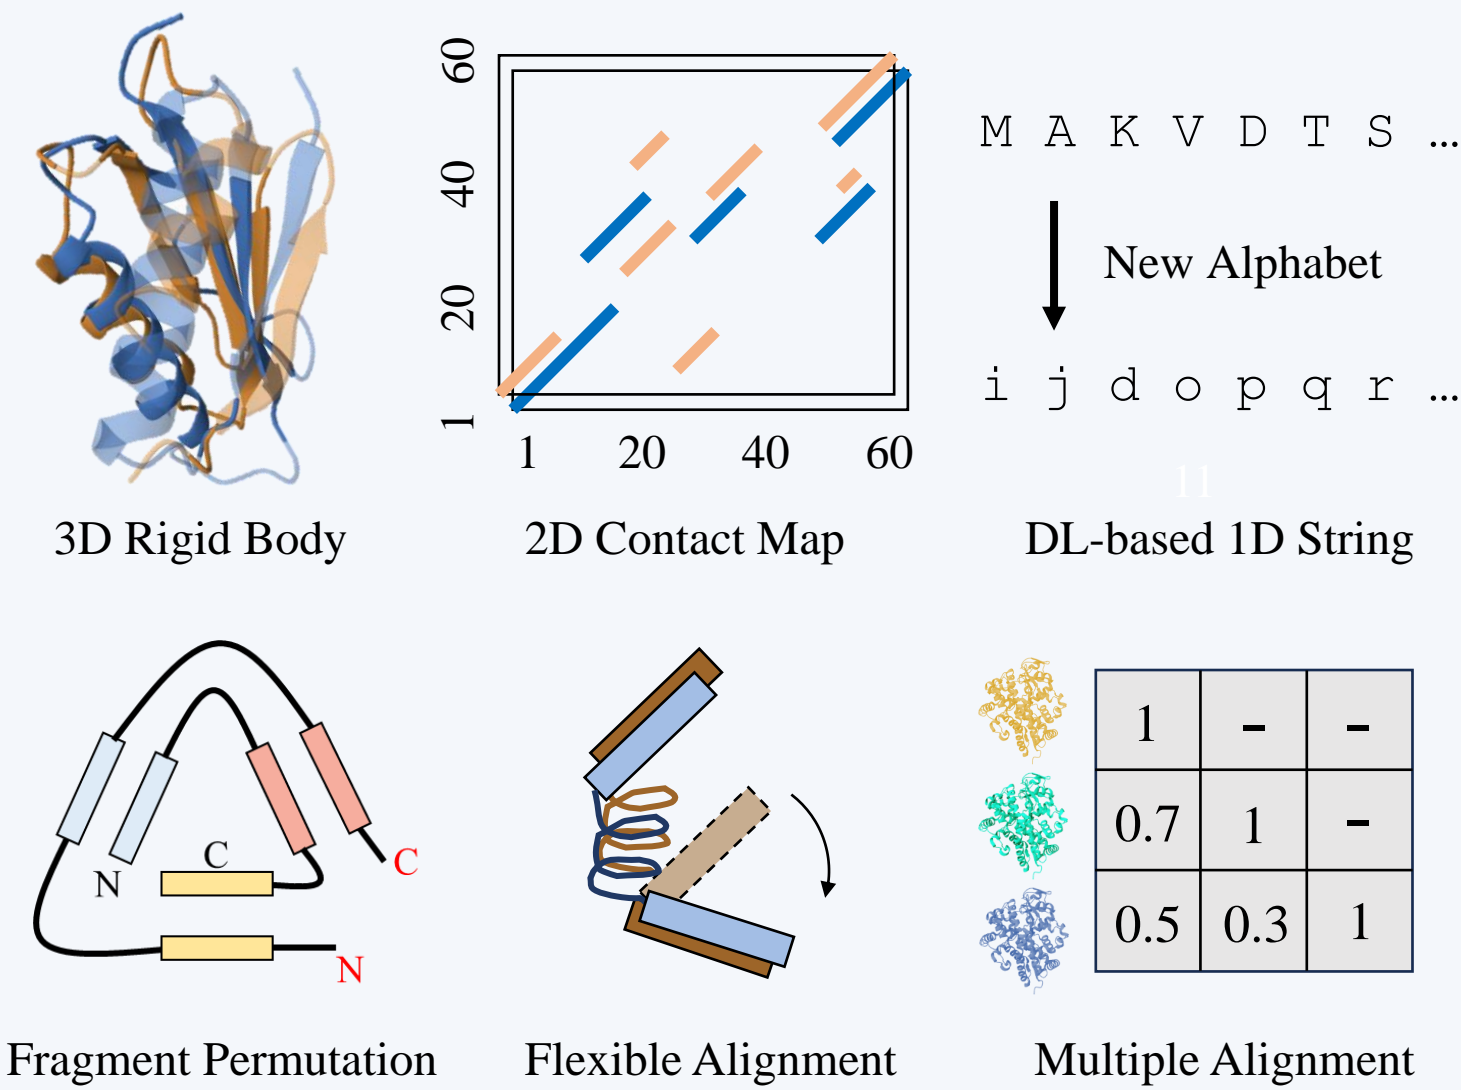 60
40
20
1
1 20 40 60
M A K V D T S ...
New Alphabet
i j d o p q r ...
11
3D Rigid Body
2D Contact Map
DL-based 1D String
C
N
C
N
1 - -
0.7 1 -
0.5 0.3 1
Fragment Permutation
Flexible Alignment
Multiple Alignment